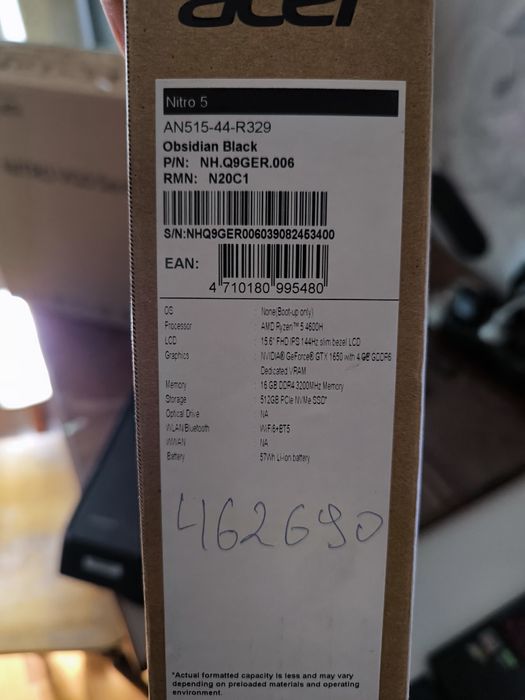 acer
Nitro 5
AN515-44-R329
Obsidian Black
P/N: NH.Q9GER.006
RMN: N20C1
S/N:NHQ9GER006039082453400
EAN:
4 710180 995480
OS : None(Boot-up only)
Processor : AMD Ryzen™ 5 4600H
LCD : 15.6" FHD IPS 144Hz slim bezel LCD
Graphics : NVIDIA® GeForce® GTX 1650 with 4 GB GDDR6
Dedicated VRAM
Memory : 16 GB DDR4 3200MHz Memory
Storage : 512GB PCIe NVMe SSD*
Optical Drive : NA
WLAN/Bluetooth : WiFi6+BT5
WWAN : NA
Battery : 57Wh Li-ion battery
462690
*Actual formatted capacity is less and may vary
depending on preloaded materials and operating
environment.